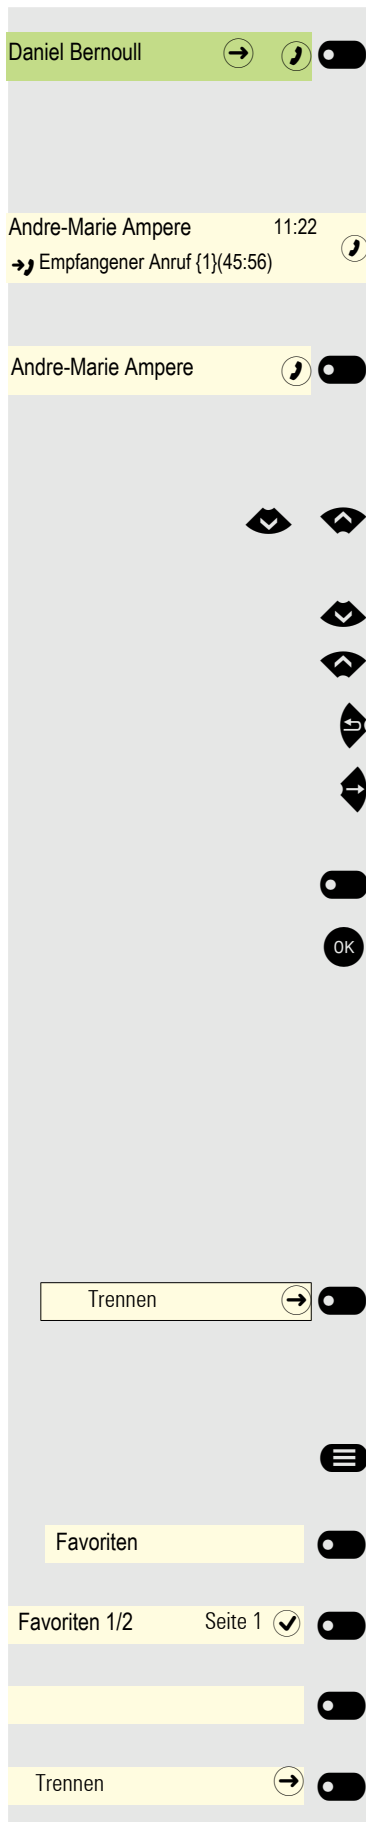 Daniel Bernoull
Andre-Marie Ampere 11:22
Empfangener Anruf {1}(45:56)
Andre-Marie Ampere
OK
Trennen
Favoriten
Favoriten 1/2 Seite 1
Trennen